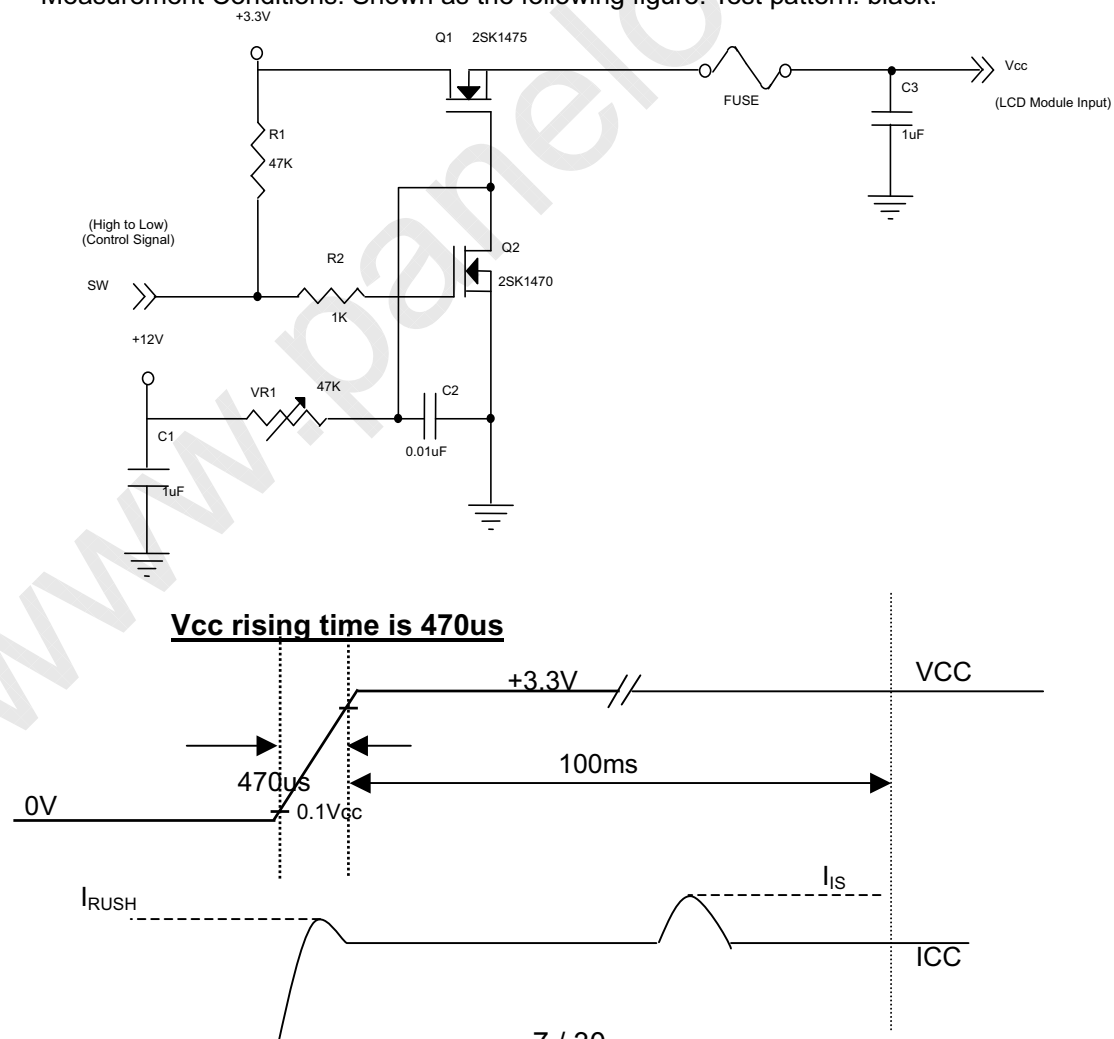 Measurement Conditions: Shown as the following figure. Test pattern: black.
+3.3V
Q1 2SK1475
Vcc
FUSE
C3
(LCD Module Input)
R1
1uF
47K
(High to Low)
(Control Signal)
Q2
R2
SW
2SK1470
1K
+12V
VR1
47K
C2
C1
0.01uF
1uF
Vcc rising time is 470us
+3.3V
VCC
100ms
470us
0V
0.1Vcc
IRUSH
IIS
ICC
7 / 30
www.panelo